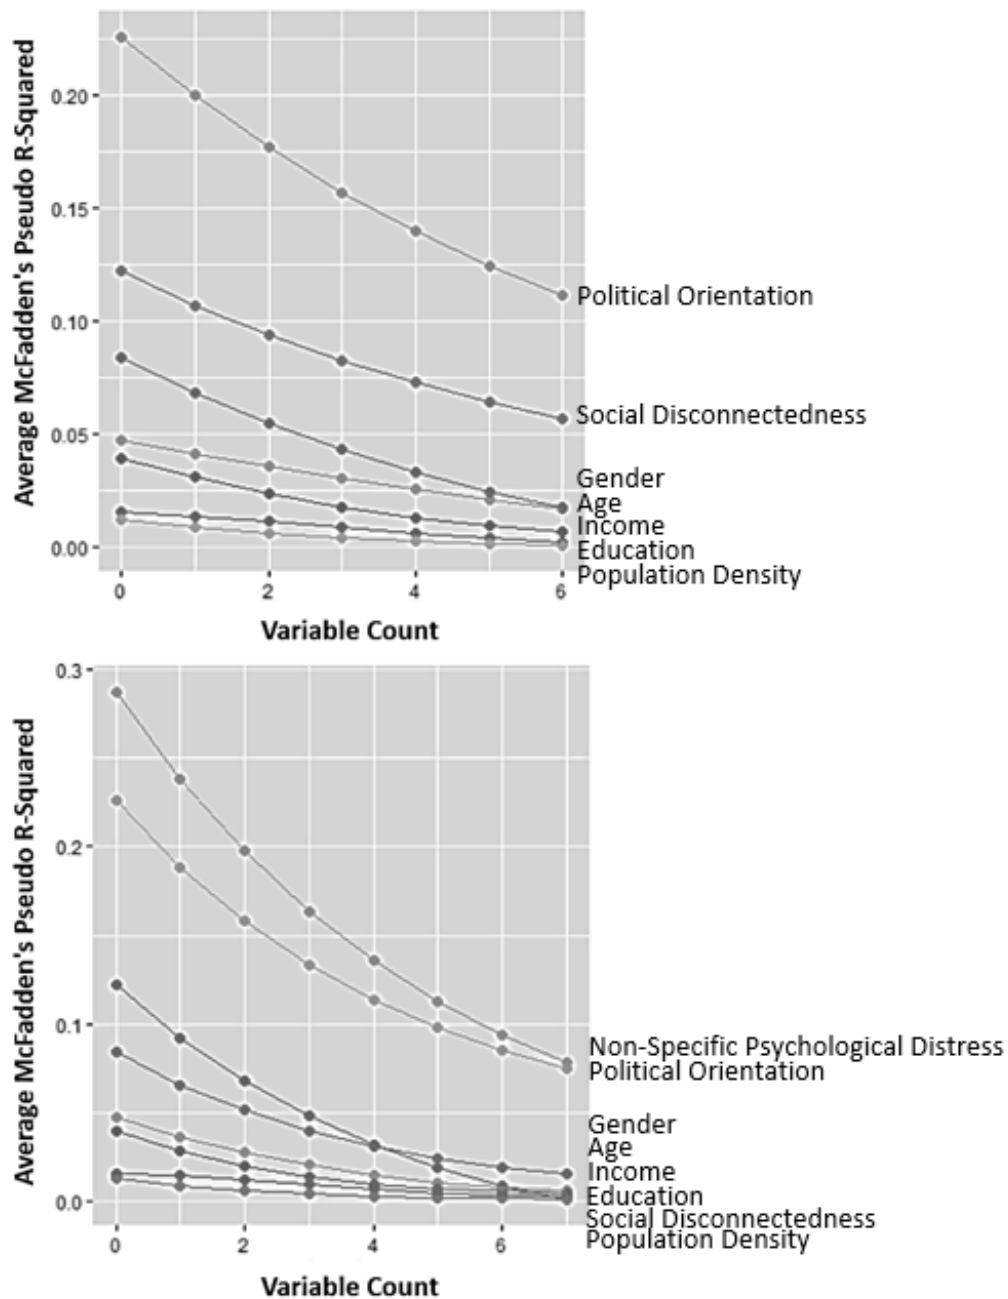 Average McFadden's Pseudo R-Squared
0.20
0.15
0.10
0.05
0.00
Political Orientation
Social Disconnectedness
Gender
Age
Income
Education
Population Density
0 2 4 6
Variable Count
Average McFadden's Pseudo R-Squared
0.3
0.2
0.1
0.0
Non-Specific Psychological Distress
Political Orientation
Gender
Age
Income
Education
Social Disconnectedness
Population Density
0 2 4 6
Variable Count